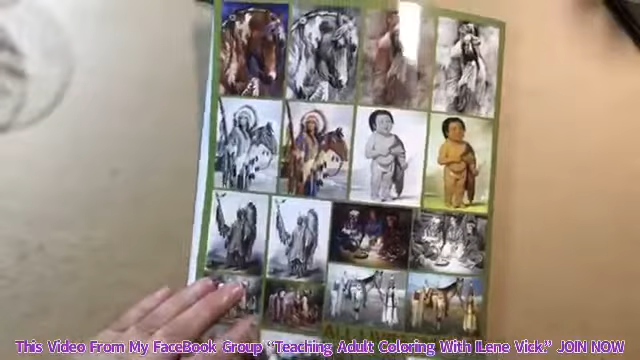 This Video From My FaceBook Group "Teaching Adult Coloring With ILene Vick." JOIN NOW